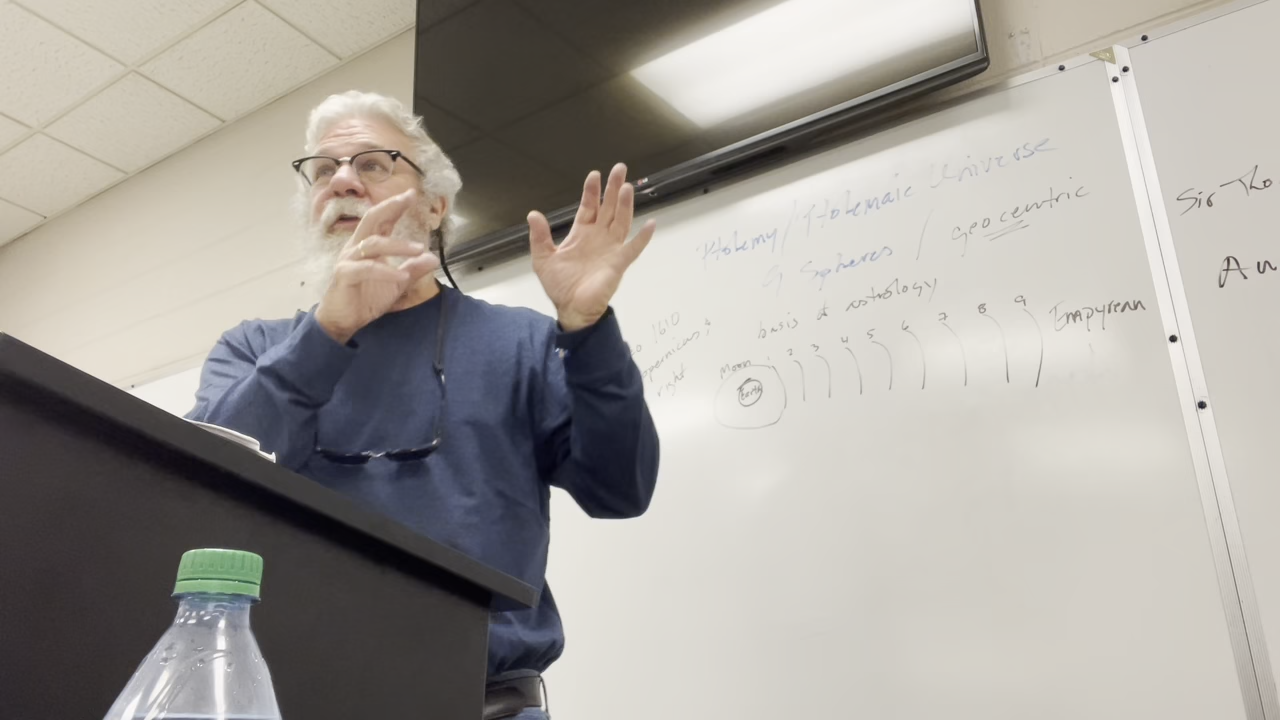 Ptolemy / Ptolemaic Universe
9 Spheres / geocentric
basis of astrology
1610
Copernicus
right
Moon 2 3 4 5 6 7 8 9 Empyrean
Earth
Sir Tho
Au